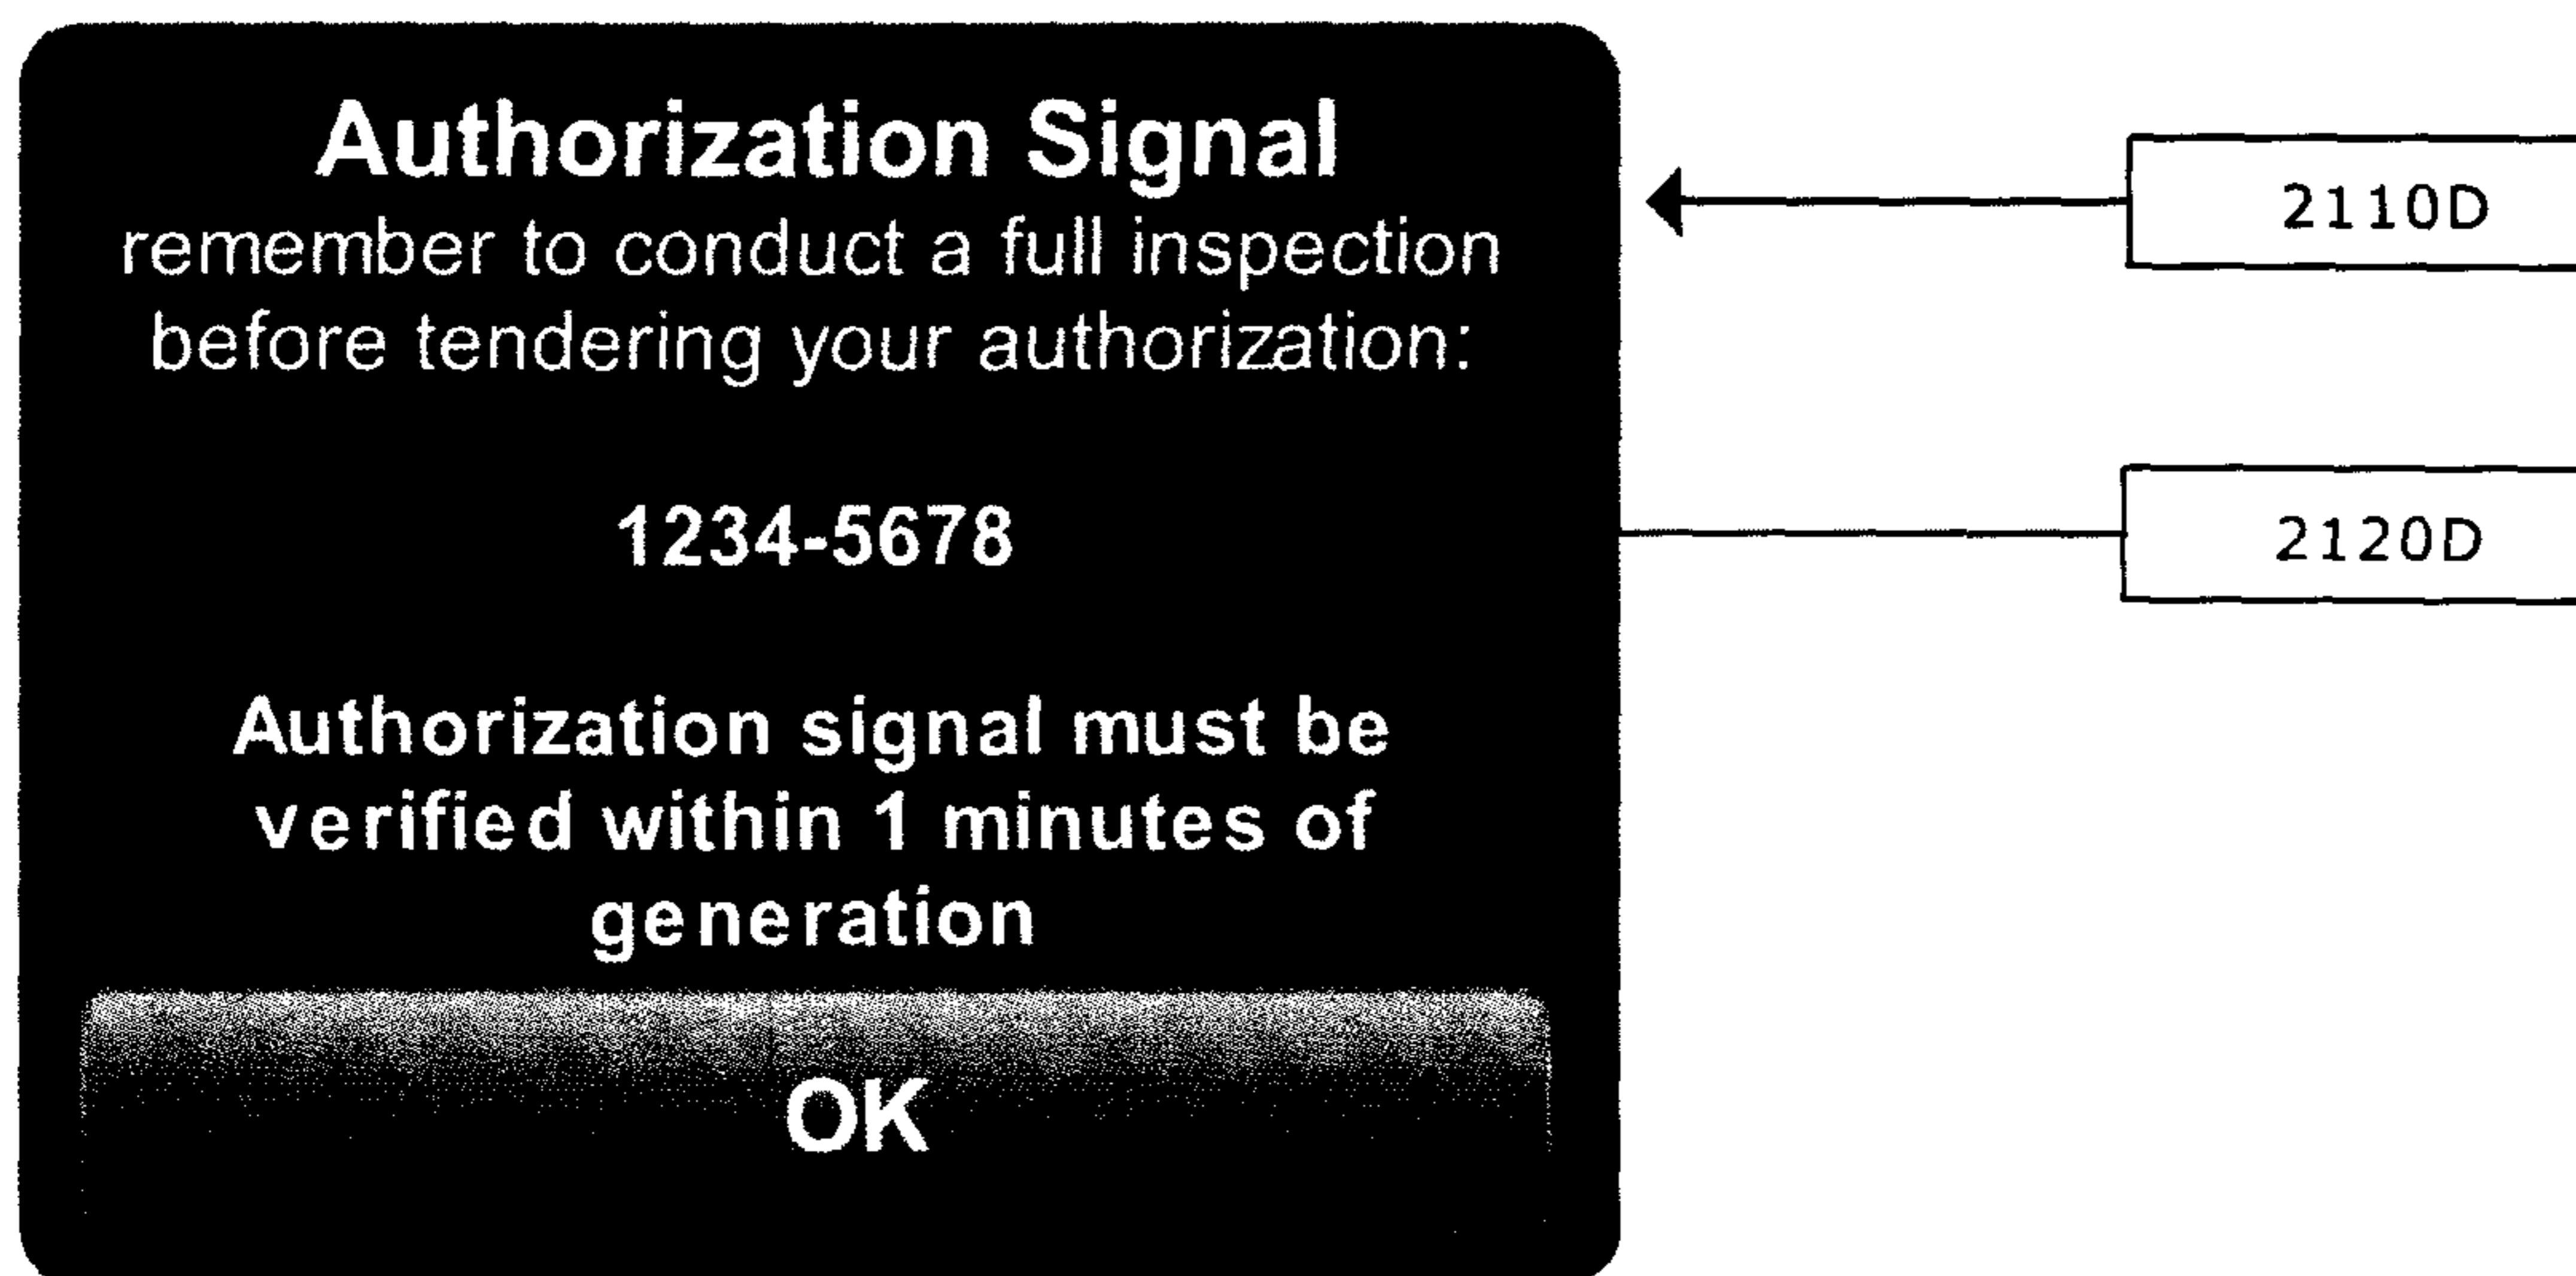 Authorization Signal
remember to conduct a full inspection
before tendering your authorization:
1234-5678
Authorization signal must be
verified within 1 minutes of
generation
OK
2110D
2120D